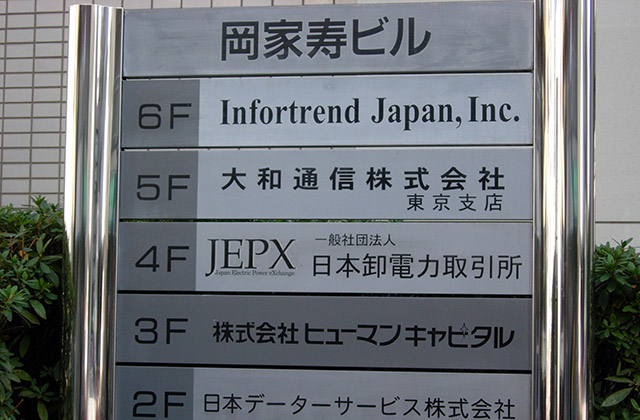 岡家寿ビル
6F Infortrend Japan, Inc.
5F 大和通信株式会社
東京支店
4F JEPX 一般社団法人
Japan Electric Power eXchange 日本卸電力取引所
3F 株式会社 ヒューマンキャピタル
2F 日本データーサービス株式会社